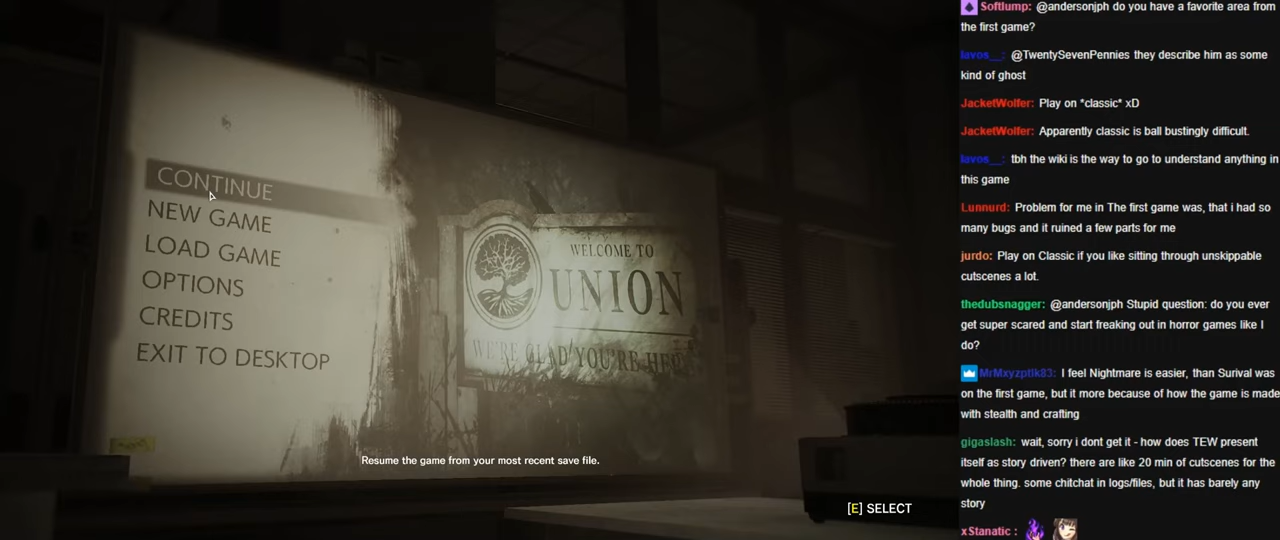 CONTINUE
NEW GAME
LOAD GAME
OPTIONS
CREDITS
EXIT TO DESKTOP
WELCOME TO
UNION
WE'RE GLAD YOU'RE HERE
Resume the game from your most recent save file.
[E] SELECT
Softlump: @andersonjph do you have a favorite area from
the first game?
lavos__: @TwentySevenPennies they describe him as some
kind of ghost
JacketWolfer: Play on *classic* xD
JacketWolfer: Apparently classic is ball bustingly difficult.
lavos__: tbh the wiki is the way to go to understand anything in
this game
Lunnurd: Problem for me in The first game was, that i had so
many bugs and it ruined a few parts for me
jurdo: Play on Classic if you like sitting through unskippable
cutscenes a lot.
thedubsnagger: @andersonjph Stupid question: do you ever
get super scared and start freaking out in horror games like I
do?
MrMxyzptlk83: I feel Nightmare is easier, than Surival was
on the first game, but it more because of how the game is made
with stealth and crafting
gigaslash: wait, sorry i dont get it - how does TEW present
itself as story driven? there are like 20 min of cutscenes for the
whole thing. some chitchat in logs/files, but it has barely any
story
xStanatic :